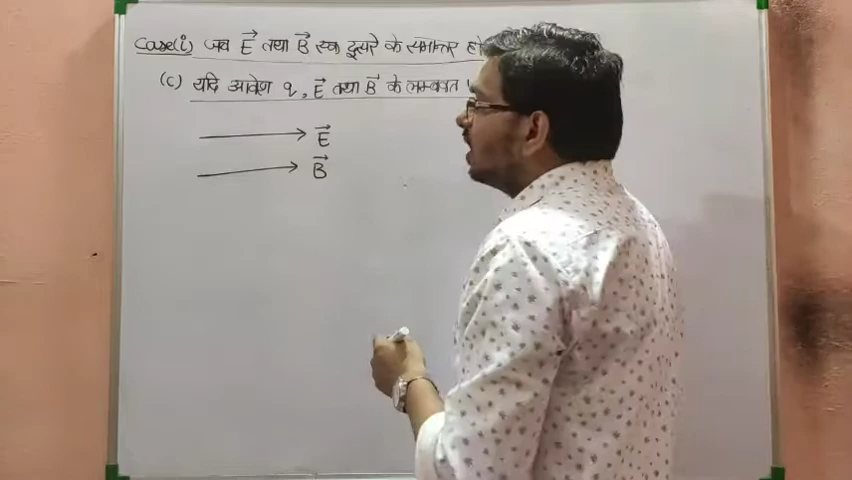 Case(i) जब E⃗ तथा B⃗ एक दूसरे के समान्तर हो
(c) यदि आवेश q, E⃗ तथा B⃗ के लम्बवत
E⃗
B⃗